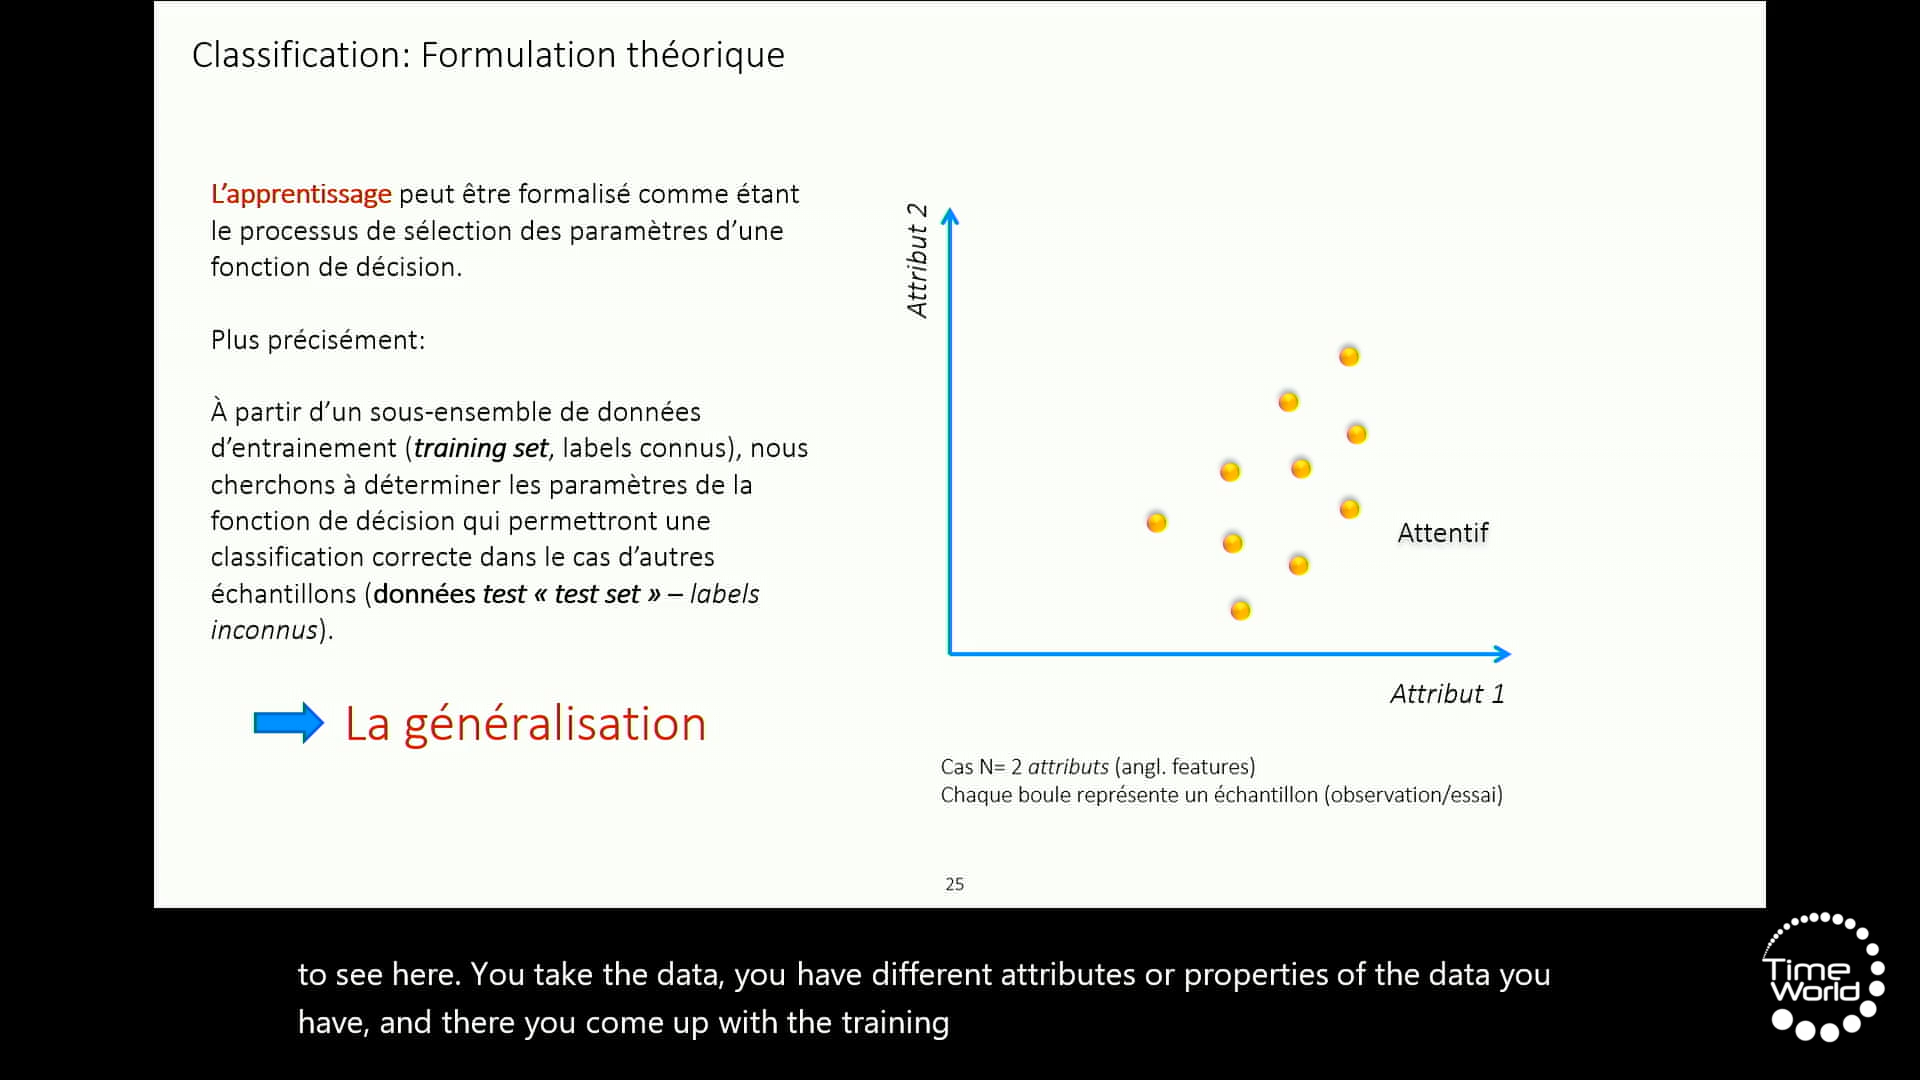 Classification: Formulation théorique
L’apprentissage peut être formalisé comme étant
le processus de sélection des paramètres d’une
fonction de décision.
Plus précisément:
À partir d’un sous-ensemble de données
d’entrainement (training set, labels connus), nous
cherchons à déterminer les paramètres de la
fonction de décision qui permettront une
classification correcte dans le cas d’autres
échantillons (données test « test set » – labels
inconnus).
La généralisation
Attribut 2
Attentif
Attribut 1
Cas N= 2 attributs (angl. features)
Chaque boule représente un échantillon (observation/essai)
25
to see here. You take the data, you have different attributes or properties of the data you
have, and there you come up with the training
Time
World